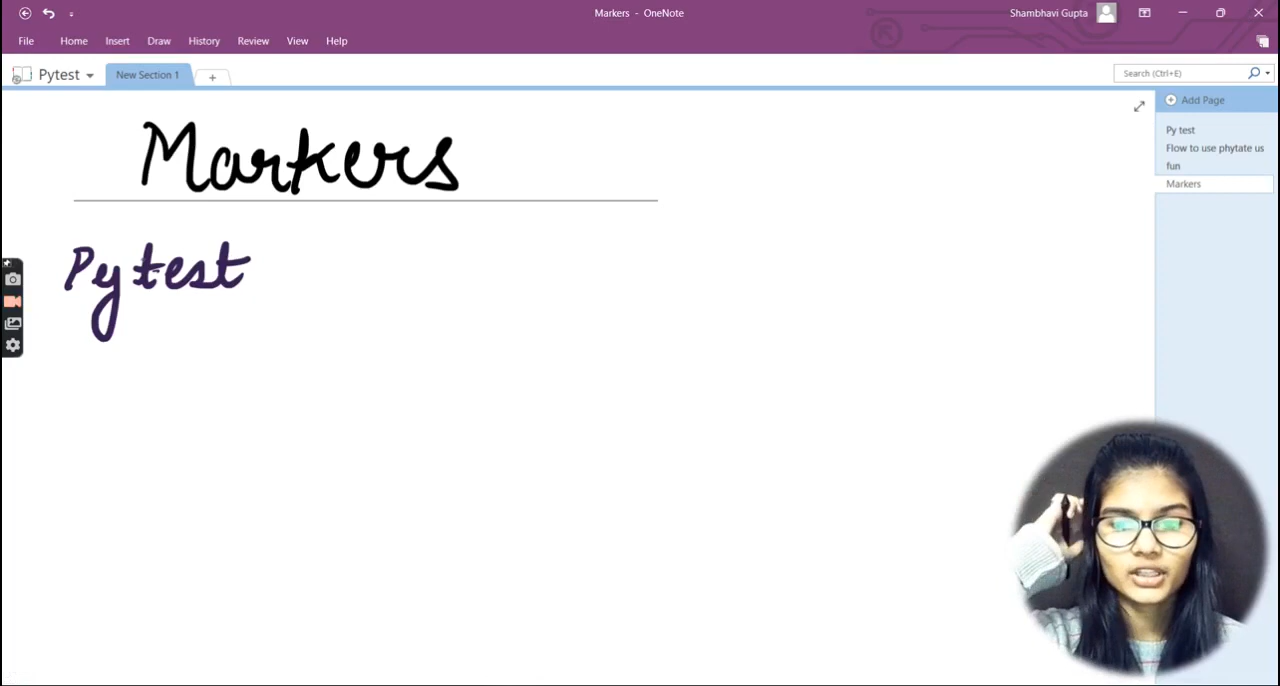 Markers - OneNote
Shambhavi Gupta
File Home Insert Draw History Review View Help
Pytest New Section 1 +
Search (Ctrl+E)
Add Page
Py test
Flow to use phytate us
fun
Markers
Markers
Pytest